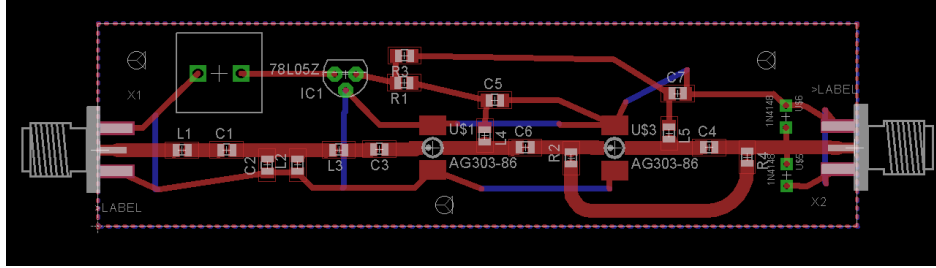 78L05Z
IC1
R3
R1
C5
C7
>LABEL
X1
1N4148
U$6
L1
C1
C2
L2
L3
C3
U$1
AG303-86
L4
C6
R2
U$3
AG303-86
L5
C4
R4
1N4148
U$5
>LABEL
X2